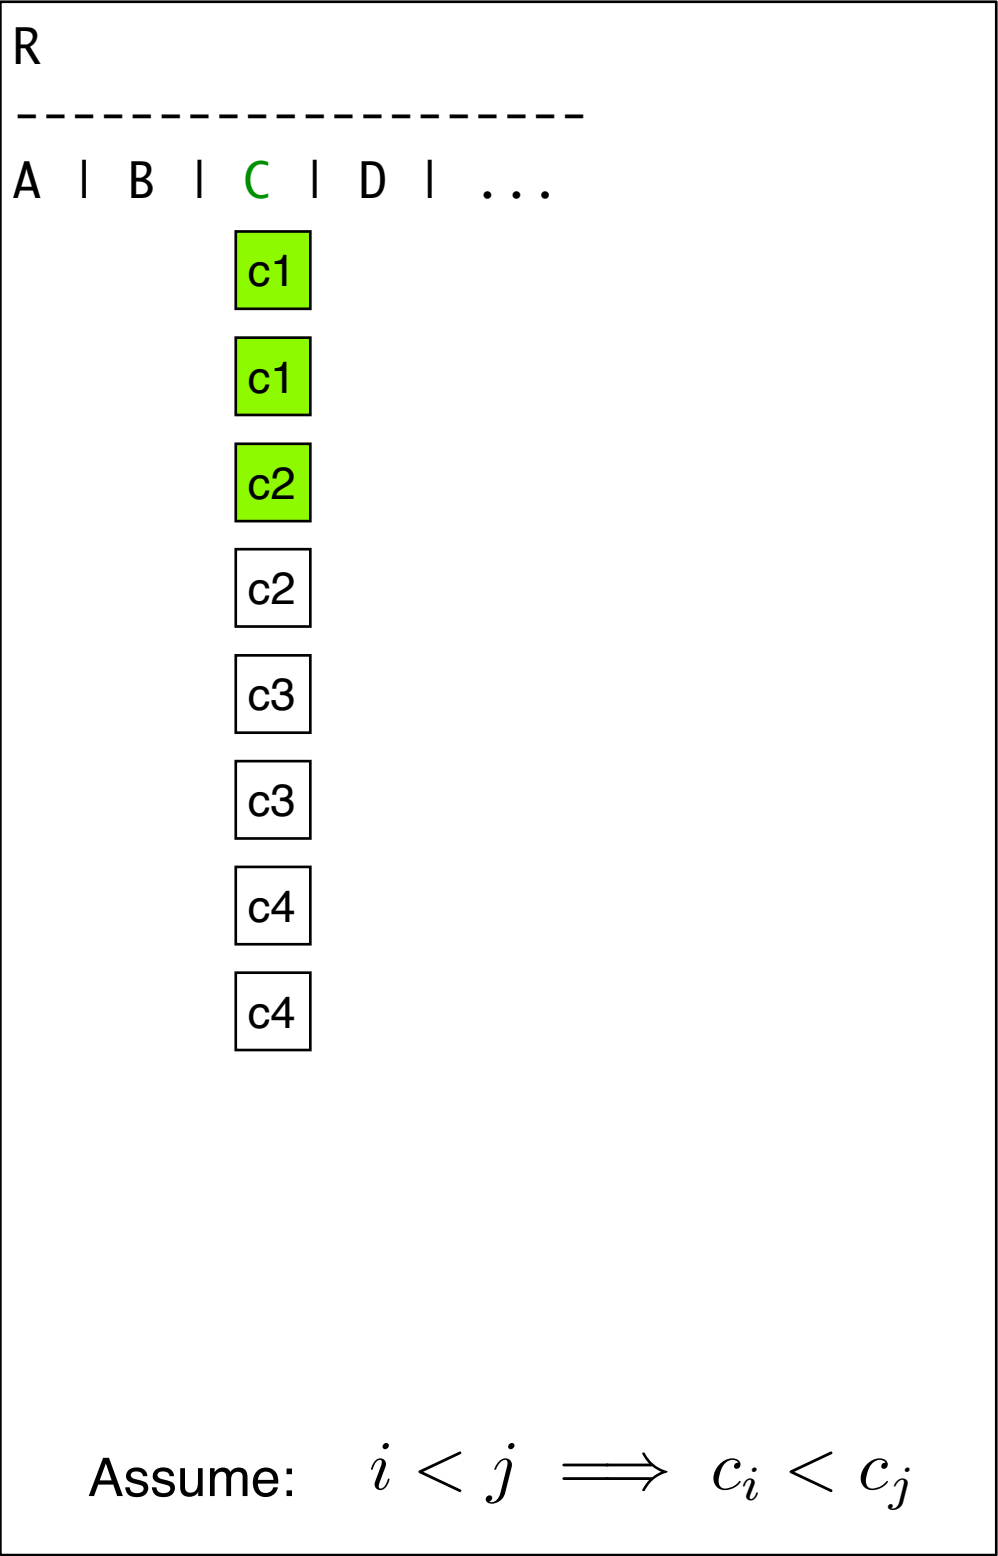 R
--------------------
A | B | C | D | ...
c1
c1
c2
c2
c3
c3
c4
c4
Assume: i < j ⟹ c_i < c_j